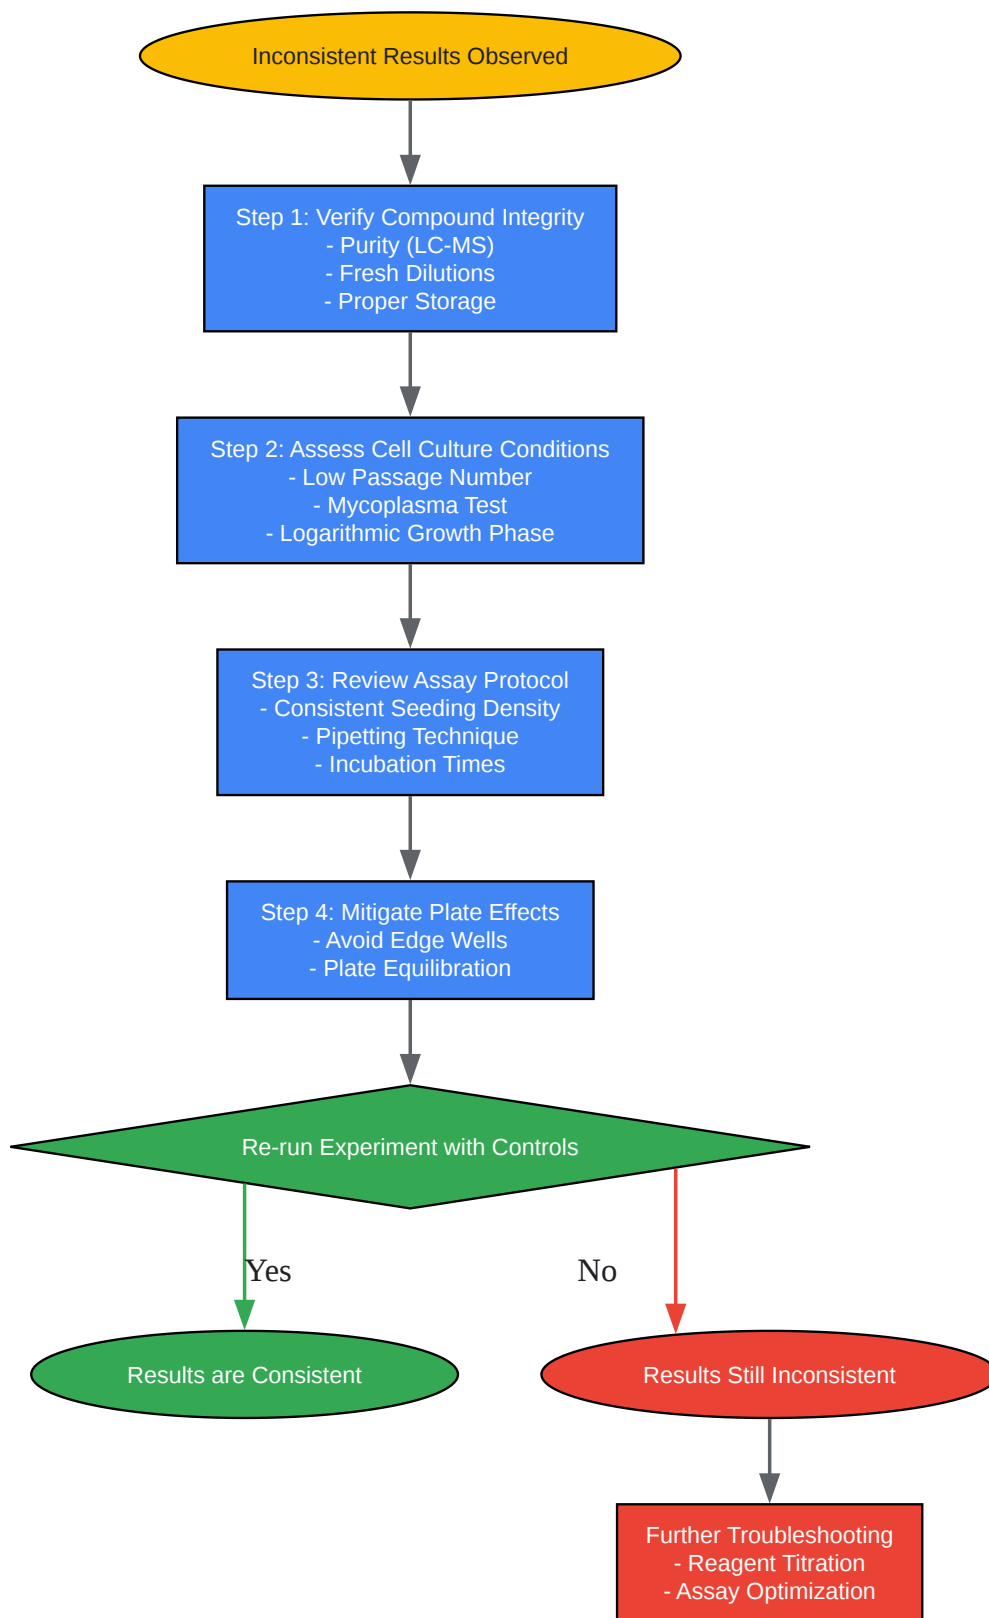 Inconsistent Results Observed
Step 1: Verify Compound Integrity
- Purity (LC-MS)
- Fresh Dilutions
- Proper Storage
Step 2: Assess Cell Culture Conditions
- Low Passage Number
- Mycoplasma Test
- Logarithmic Growth Phase
Step 3: Review Assay Protocol
- Consistent Seeding Density
- Pipetting Technique
- Incubation Times
Step 4: Mitigate Plate Effects
- Avoid Edge Wells
- Plate Equilibration
Re-run Experiment with Controls
Yes
No
Results are Consistent
Results Still Inconsistent
Further Troubleshooting
- Reagent Titration
- Assay Optimization